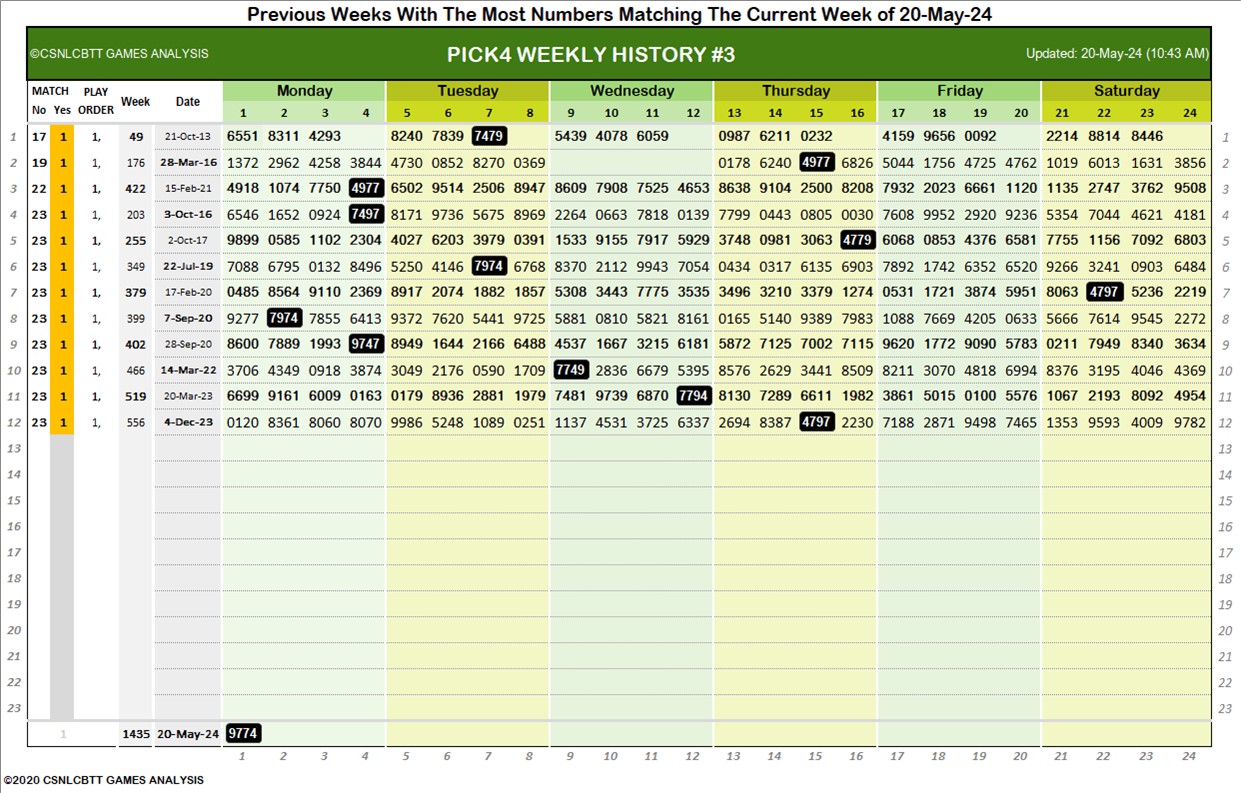 Previous Weeks With The Most Numbers Matching The Current Week of 20-May-24
©CSNLCBTT GAMES ANALYSIS PICK4 WEEKLY HISTORY #3 Updated: 20-May-24 (10:43 AM)
MATCH PLAY Week Date Monday Tuesday Wednesday Thursday Friday Saturday
No Yes ORDER 1 2 3 4 5 6 7 8 9 10 11 12 13 14 15 16 17 18 19 20 21 22 23 24
1 17 1 1, 49 21-Oct-13 6551 8311 4293 8240 7839 7479 5439 4078 6059 0987 6211 0232 4159 9656 0092 2214 8814 8446 1
2 19 1 1, 176 28-Mar-16 1372 2962 4258 3844 4730 0852 8270 0369 0178 6240 4977 6826 5044 1756 4725 4762 1019 6013 1631 3856 2
3 22 1 1, 422 15-Feb-21 4918 1074 7750 4977 6502 9514 2506 8947 8609 7908 7525 4653 8638 9104 2500 8208 7932 2023 6661 1120 1135 2747 3762 9508 3
4 23 1 1, 203 3-Oct-16 6546 1652 0924 7497 8171 9736 5675 8969 2264 0663 7818 0139 7799 0443 0805 0030 7608 9952 2920 9236 5354 7044 4621 4181 4
5 23 1 1, 255 2-Oct-17 9899 0585 1102 2304 4027 6203 3979 0391 1533 9155 7917 5929 3748 0981 3063 4779 6068 0853 4376 6581 7755 1156 7092 6803 5
6 23 1 1, 349 22-Jul-19 7088 6795 0132 8496 5250 4146 7974 6768 8370 2112 9943 7054 0434 0317 6135 6903 7892 1742 6352 6520 9266 3241 0903 6484 6
7 23 1 1, 379 17-Feb-20 0485 8564 9110 2369 8917 2074 1882 1857 5308 3443 7775 3535 3496 3210 3379 1274 0531 1721 3874 5951 8063 4797 5236 2219 7
8 23 1 1, 399 7-Sep-20 9277 7974 7855 6413 9372 7620 5441 9725 5881 0810 5821 8161 0165 5140 9389 7983 1088 7669 4205 0633 5666 7614 9545 2272 8
9 23 1 1, 402 28-Sep-20 8600 7889 1993 9747 8949 1644 2166 6488 4537 1667 3215 6181 5872 7125 7002 7115 9620 1772 9090 5783 0211 7949 8340 3634 9
10 23 1 1, 466 14-Mar-22 3706 4349 0918 3874 3049 2176 0590 1709 7749 2836 6679 5395 8576 2629 3441 8509 8211 3070 4818 6994 8376 3195 4046 4369 10
11 23 1 1, 519 20-Mar-23 6699 9161 6009 0163 0179 8936 2881 1979 7481 9739 6870 7794 8130 7289 6611 1982 3861 5015 0100 5576 1067 2193 8092 4954 11
12 23 1 1, 556 4-Dec-23 0120 8361 8060 8070 9986 5248 1089 0251 1137 4531 3725 6337 2694 8387 4797 2230 7188 2871 9498 7465 1353 9593 4009 9782 12
13 13
14 14
15 15
16 16
17 17
18 18
19 19
20 20
21 21
22 22
23 23
1 1435 20-May-24 9774
1 2 3 4 5 6 7 8 9 10 11 12 13 14 15 16 17 18 19 20 21 22 23 24
©2020 CSNLCBTT GAMES ANALYSIS